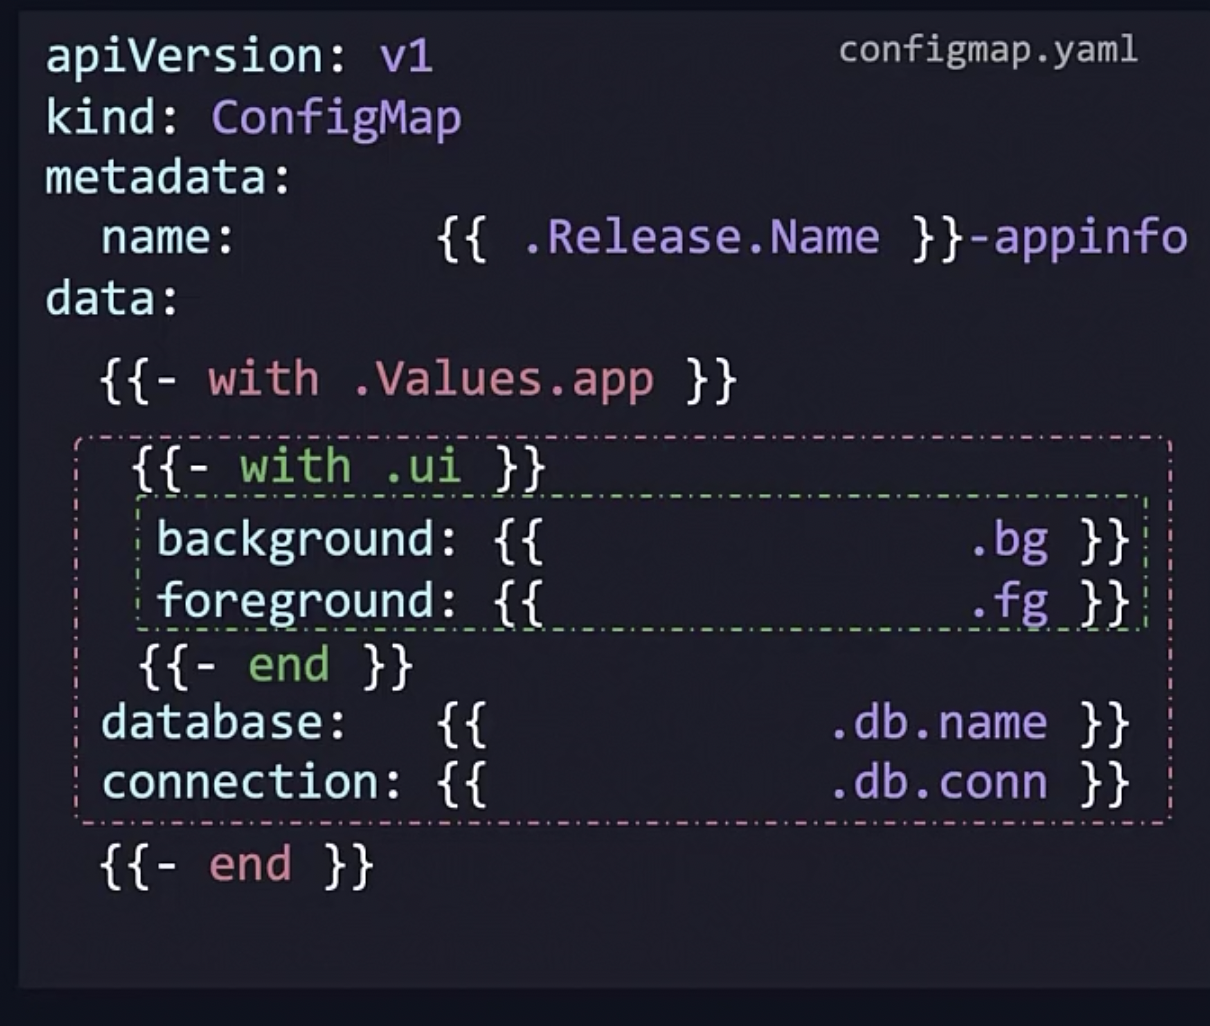 configmap.yaml
apiVersion: v1
kind: ConfigMap
metadata:
  name:       {{ .Release.Name }}-appinfo
data:
  {{- with .Values.app }}
   {{- with .ui }}
    background: {{               .bg }}
    foreground: {{               .fg }}
   {{- end }}
  database:   {{            .db.name }}
  connection: {{            .db.conn }}
  {{- end }}